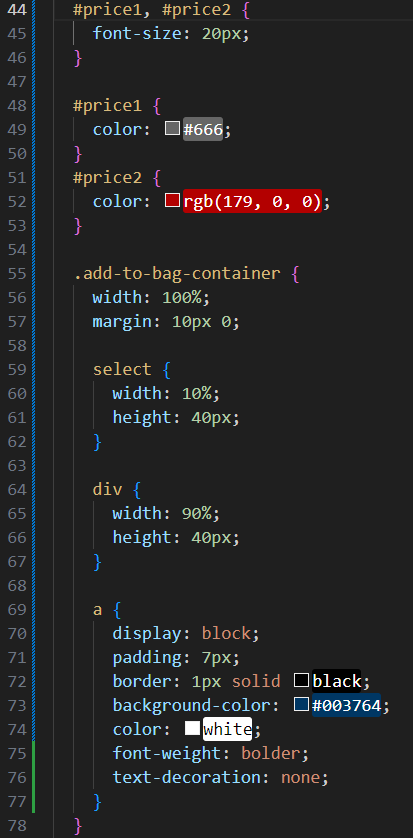 44 #price1, #price2 {
45 font-size: 20px;
46 }
47
48 #price1 {
49 color: #666;
50 }
51 #price2 {
52 color: rgb(179, 0, 0);
53 }
54
55 .add-to-bag-container {
56 width: 100%;
57 margin: 10px 0;
58
59 select {
60 width: 10%;
61 height: 40px;
62 }
63
64 div {
65 width: 90%;
66 height: 40px;
67 }
68
69 a {
70 display: block;
71 padding: 7px;
72 border: 1px solid black;
73 background-color: #003764;
74 color: white;
75 font-weight: bolder;
76 text-decoration: none;
77 }
78 }